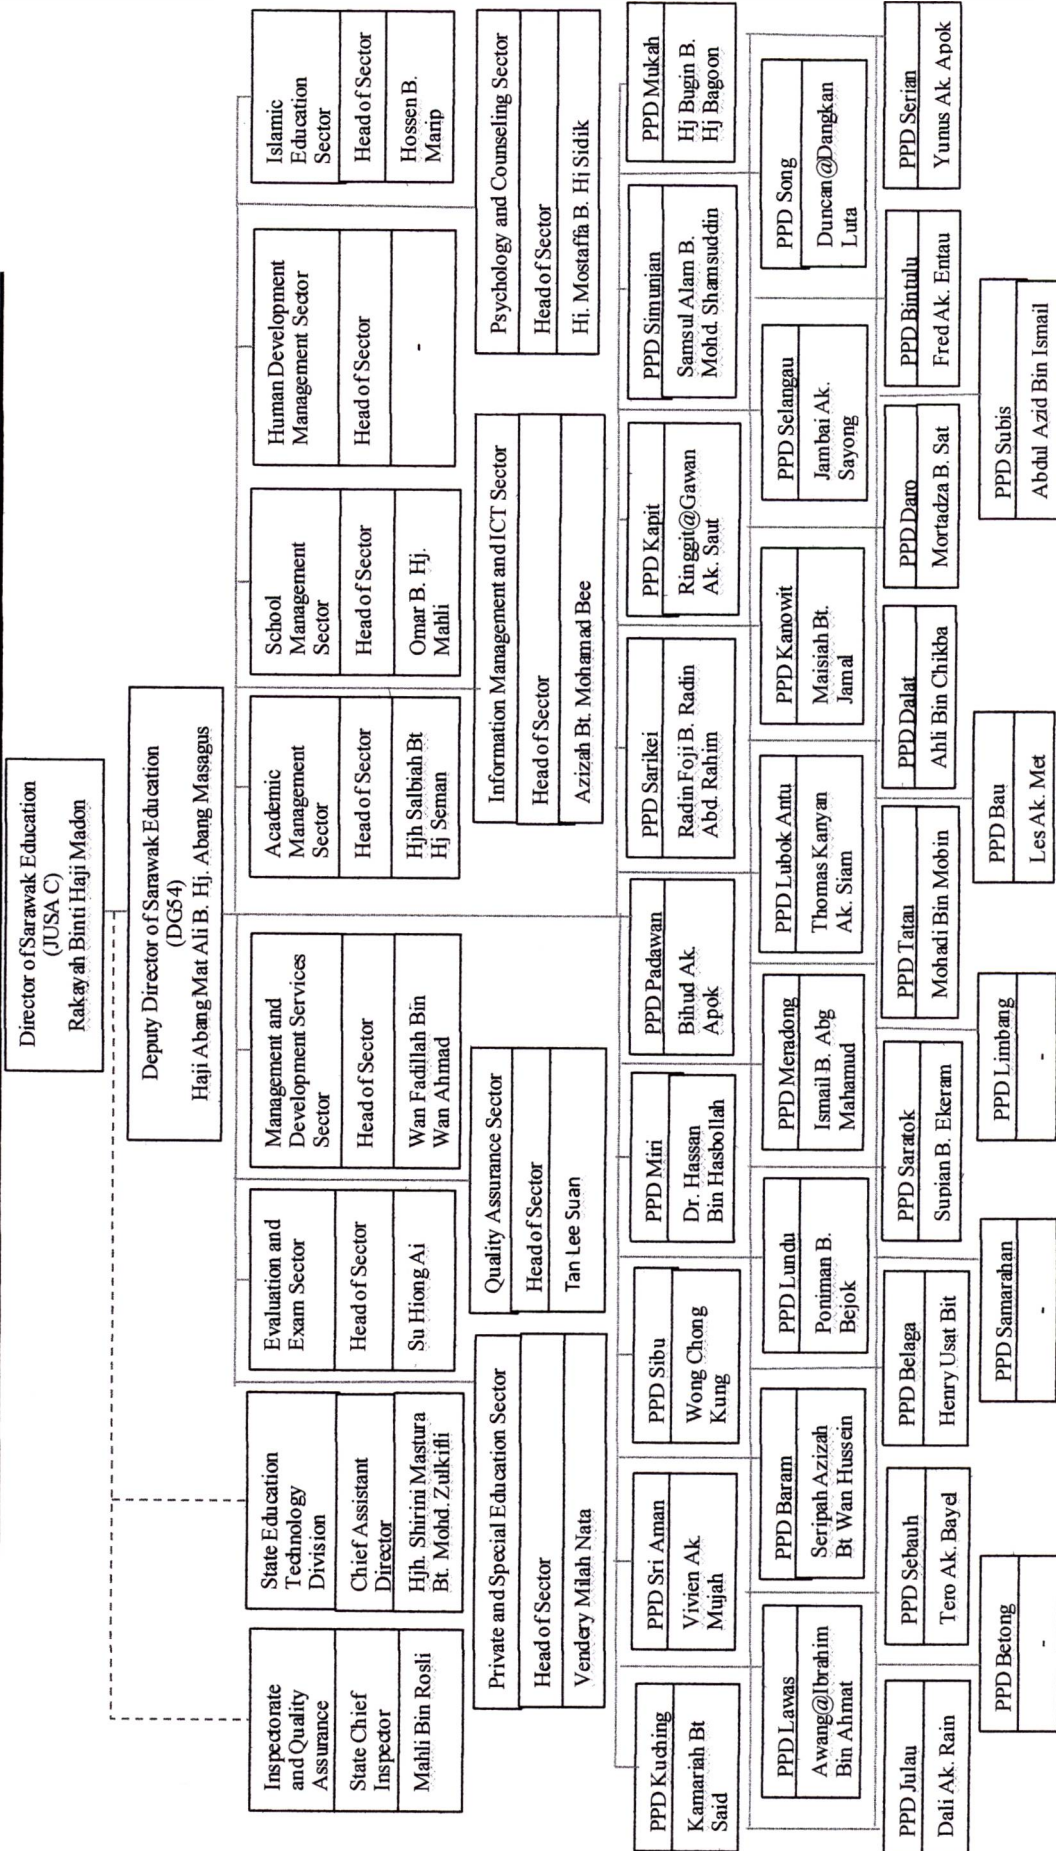 Director of Sarawak Education
(JUSA C)
Rakayah Binti Haji Madon
Deputy Director of Sarawak Education
(DG54)
Haji Abang Mat Ali B. Hj. Abang Masagus
Inspectorate
and Quality
Assurance
State Chief
Inspector
Mahli Bin Rosli
State Education
Technology
Division
Chief Assistant
Director
Hjh. Shirini Mastura
Bt. Mohd. Zulkifli
Evaluation and
Exam Sector
Head of Sector
Su Hiong Ai
Management and
Development Services
Sector
Head of Sector
Wan Fadillah Bin
Wan Ahmad
Academic
Management
Sector
Head of Sector
Hjh Salbiah Bt
Hj Seman
School
Management
Sector
Head of Sector
Omar B. Hj.
Mahli
Human Development
Management Sector
Head of Sector
-
Islamic
Education
Sector
Head of Sector
Hossen B.
Marip
Private and Special Education Sector
Head of Sector
Vendery Milah Nata
Quality Assurance Sector
Head of Sector
Tan Lee Suan
Information Management and ICT Sector
Head of Sector
Azizah Bt. Mohamad Bee
Psychology and Counseling Sector
Head of Sector
Hj. Mostaffa B. Hj Sidik
PPD Kuching
Kamariah Bt
Said
PPD Sri Aman
Vivien Ak.
Mujah
PPD Sibu
Wong Chong
Kung
PPD Miri
Dr. Hassan
Bin Hasbollah
PPD Padawan
Bihud Ak.
Apok
PPD Sarikei
Radin Foji B. Radin
Abd. Rahim
PPD Kapit
Ringgit@Gawan
Ak. Saut
PPD Simunjan
Samsul Alam B.
Mohd. Shamsuddin
PPD Mukah
Hj Bugin B.
Hj Bagoon
PPD Lawas
Awang@Ibrahim
Bin Ahmat
PPD Baram
Seripah Azizah
Bt Wan Hussein
PPD Lundu
Poniman B.
Bejok
PPD Meradong
Ismail B. Abg
Mahamud
PPD Lubok Antu
Thomas Kanyan
Ak. Siam
PPD Kanowit
Maisiah Bt.
Jamal
PPD Selangau
Jambai Ak.
Sayong
PPD Song
Duncan@Dangkan
Luta
PPD Julau
Dali Ak. Rain
PPD Sebauh
Tero Ak. Bayel
PPD Belaga
Henry Usat Bit
PPD Saratok
Supian B. Ekeram
PPD Tatau
Mohadi Bin Mobin
PPD Dalat
Ahli Bin Chikba
PPD Daro
Mortadza B. Sat
PPD Bintulu
Fred Ak. Entau
PPD Serian
Yunus Ak. Apok
PPD Betong
-
PPD Samarahan
-
PPD Limbang
-
PPD Bau
Les Ak. Met
PPD Subis
Abdul Azid Bin Ismail